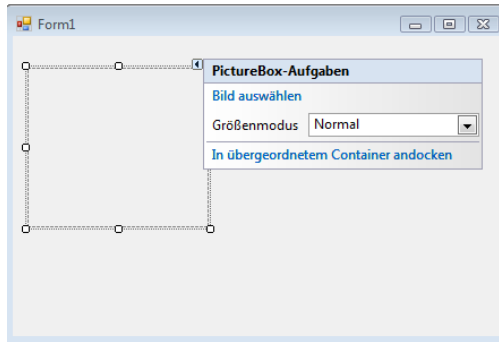 Form1
PictureBox-Aufgaben
Bild auswählen
Größenmodus Normal
In übergeordnetem Container andocken